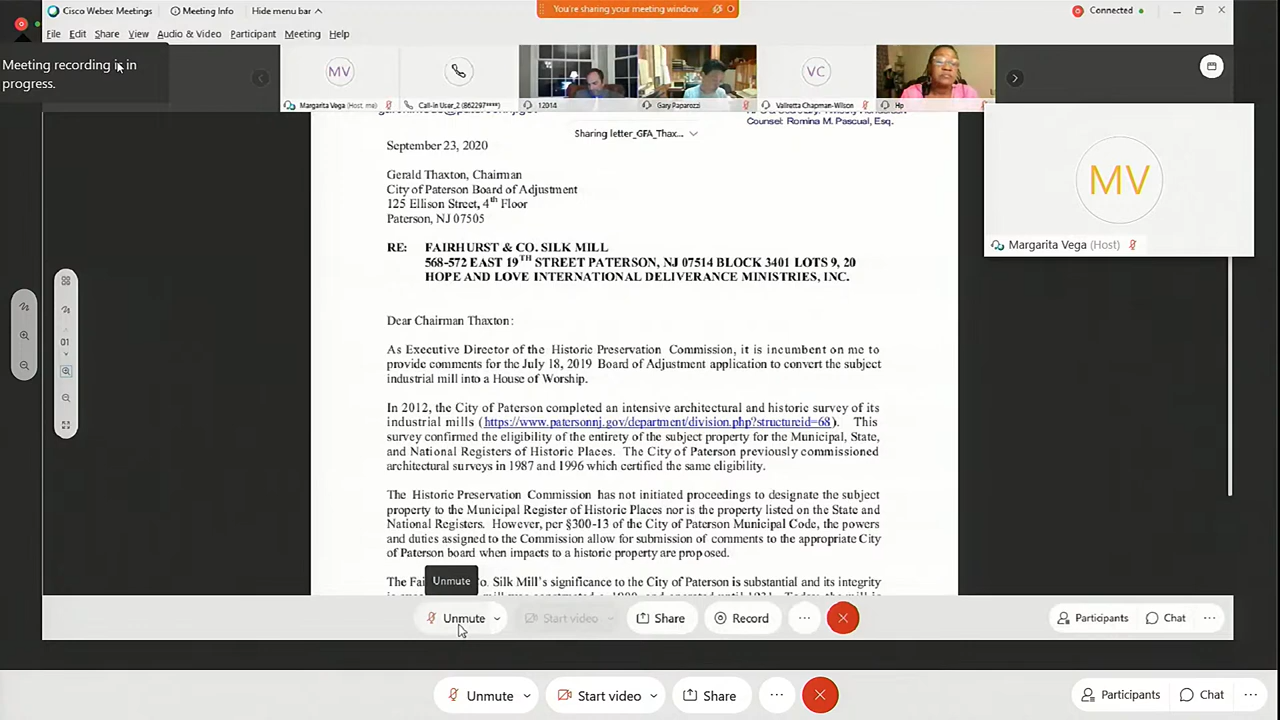 Cisco Webex Meetings
Meeting Info
Hide menu bar
You're sharing your meeting window
Connected
File Edit Share View Audio & Video Participant Meeting Help
Meeting recording is in
progress.
MV
VC
Margarita Vega (Host, me)
Call-in User_2 (862297****)
12014
Gary Paparozzi
Valretta Chapman-Wilson
Hp
Counsel: Romina M. Pascual, Esq.
Sharing letter_GFA_Thax...
MV
Margarita Vega (Host)
September 23, 2020
Gerald Thaxton, Chairman
City of Paterson Board of Adjustment
125 Ellison Street, 4th Floor
Paterson, NJ 07505
RE: FAIRHURST & CO. SILK MILL
568-572 EAST 19TH STREET PATERSON, NJ 07514 BLOCK 3401 LOTS 9, 20
HOPE AND LOVE INTERNATIONAL DELIVERANCE MINISTRIES, INC.
01
Dear Chairman Thaxton:
As Executive Director of the Historic Preservation Commission, it is incumbent on me to
provide comments for the July 18, 2019 Board of Adjustment application to convert the subject
industrial mill into a House of Worship.
In 2012, the City of Paterson completed an intensive architectural and historic survey of its
industrial mills (https://www.patersonnj.gov/department/division.php?structureid=68). This
survey confirmed the eligibility of the entirety of the subject property for the Municipal, State,
and National Registers of Historic Places. The City of Paterson previously commissioned
architectural surveys in 1987 and 1996 which certified the same eligibility.
The Historic Preservation Commission has not initiated proceedings to designate the subject
property to the Municipal Register of Historic Places nor is the property listed on the State and
National Registers. However, per §300-13 of the City of Paterson Municipal Code, the powers
and duties assigned to the Commission allow for submission of comments to the appropriate City
of Paterson board when impacts to a historic property are proposed.
Unmute
The Fai Co. Silk Mill's significance to the City of Paterson is substantial and its integrity
Unmute
Start video
Share
Record
Participants
Chat
Unmute
Start video
Share
Participants
Chat